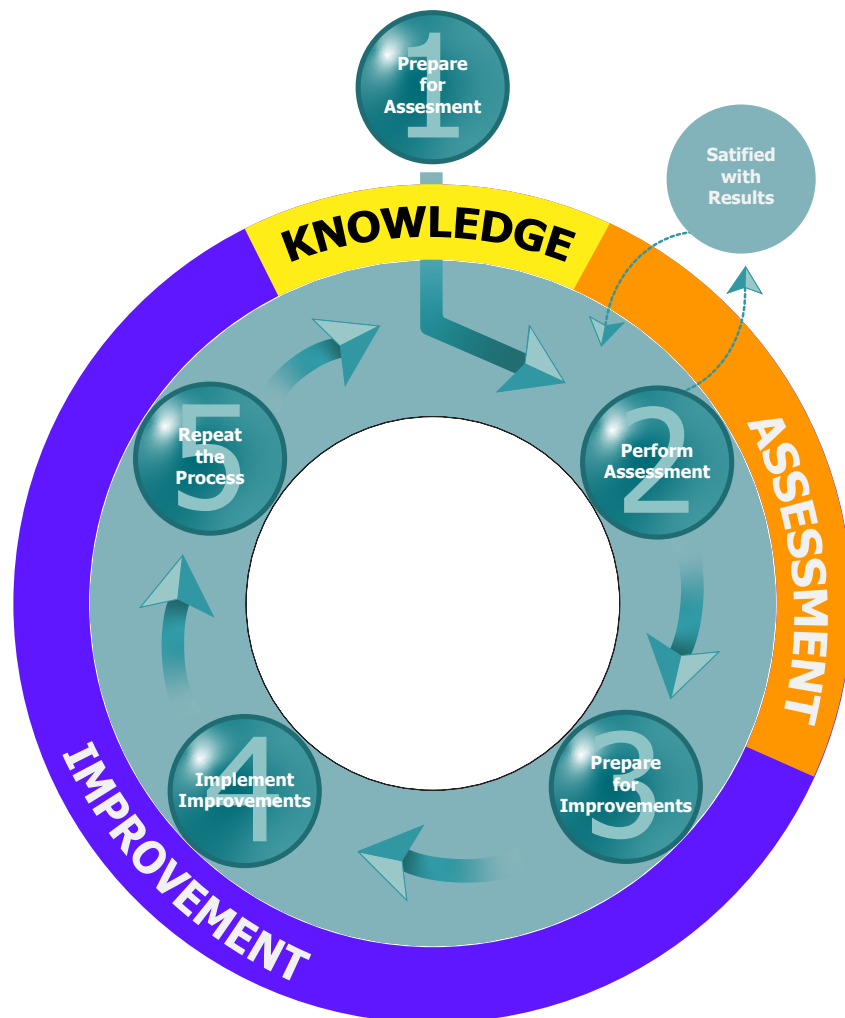 1
Prepare
for
Assesment
Satified
with
Results
KNOWLEDGE
ASSESSMENT
2
Perform
Assessment
5
Repeat
the
Process
3
Prepare
for
Improvements
4
Implement
Improvements
IMPROVEMENT